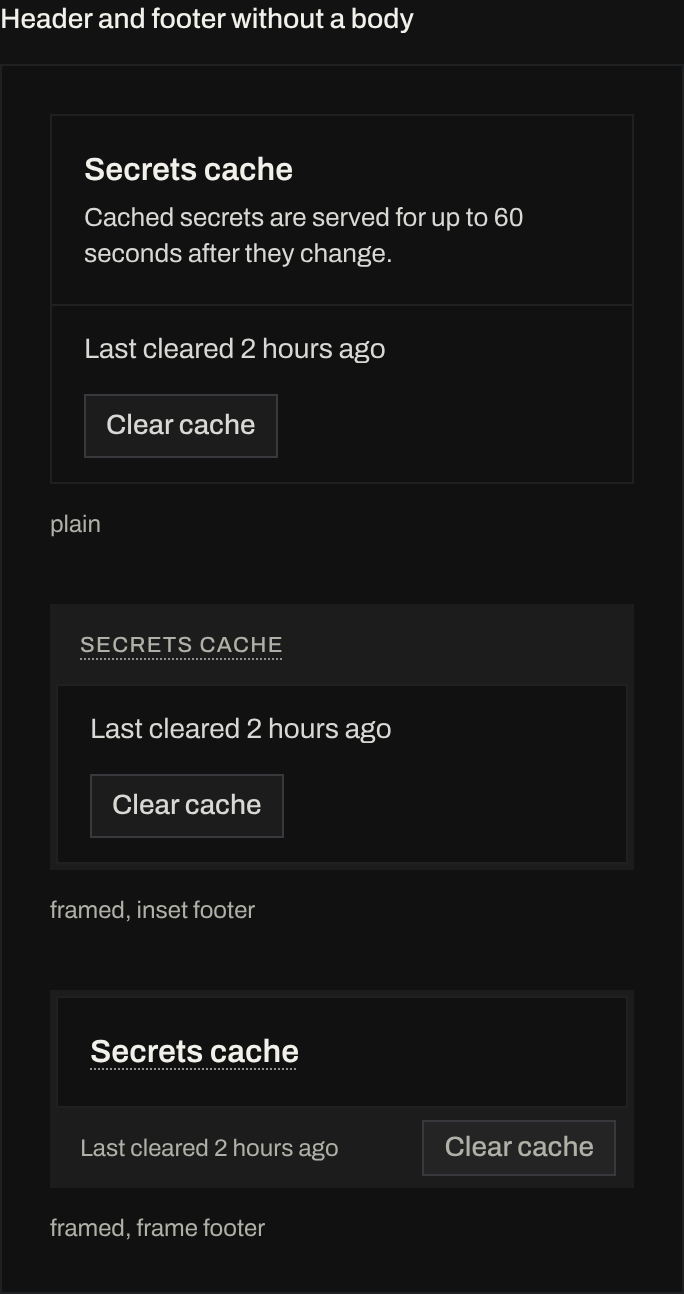 Header and footer without a body
Secrets cache
Cached secrets are served for up to 60
seconds after they change.
Last cleared 2 hours ago
Clear cache
plain
SECRETS CACHE
Last cleared 2 hours ago
Clear cache
framed, inset footer
Secrets cache
Last cleared 2 hours ago
Clear cache
framed, frame footer